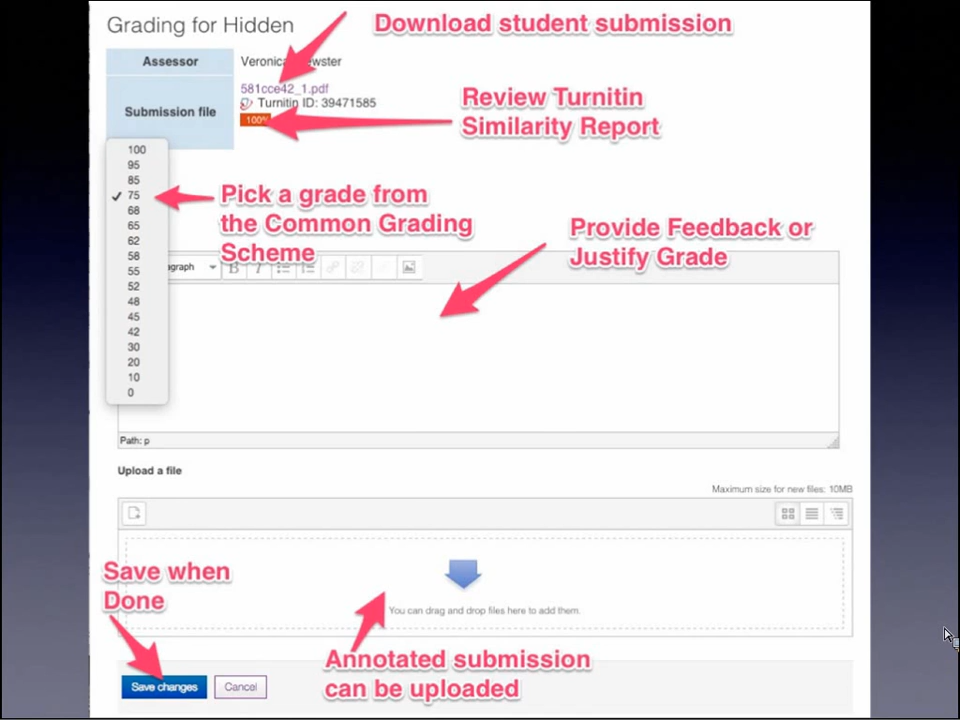 Grading for Hidden
Download student submission
Assessor
Veronica
Submission file
581cce42_1.pdf
Turnitin ID: 39471585
100%
Review Turnitin
Similarity Report
100
95
85
75
68
65
62
58
55
52
48
45
42
30
20
10
0
Pick a grade from
the Common Grading
Scheme
Provide Feedback or
Justify Grade
B I
Path: p
Upload a file
Maximum size for new files: 10MB
You can drag and drop files here to add them.
Save when
Done
Annotated submission
can be uploaded
Save changes
Cancel